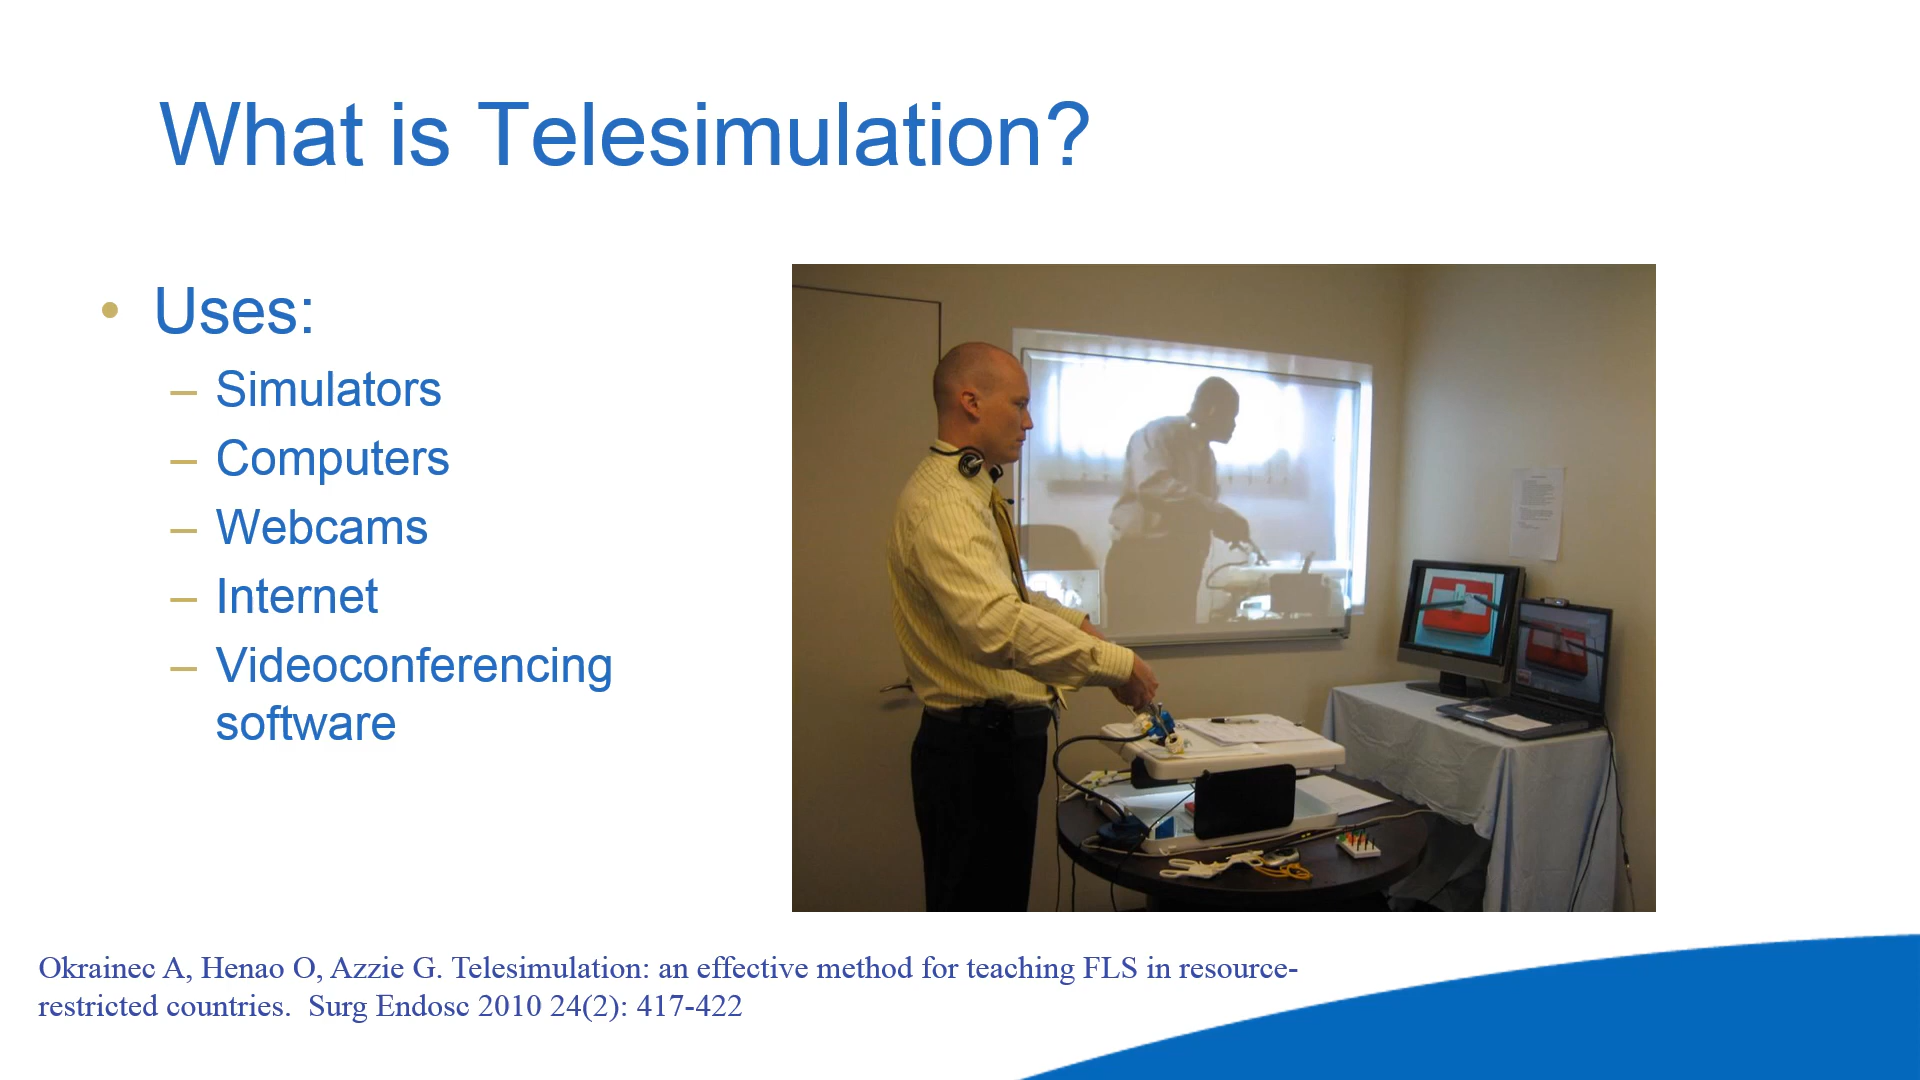 What is Telesimulation?
• Uses:
– Simulators
– Computers
– Webcams
– Internet
– Videoconferencing
software
Okrainec A, Henao O, Azzie G. Telesimulation: an effective method for teaching FLS in resource-
restricted countries.  Surg Endosc 2010 24(2): 417-422